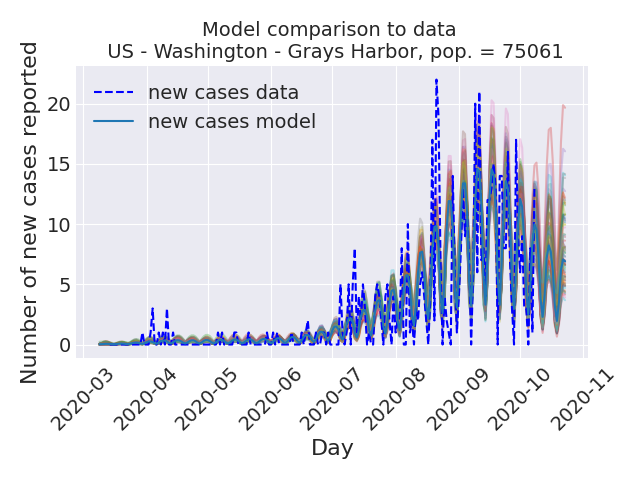 Model comparison to data
US - Washington - Grays Harbor, pop. = 75061
Number of new cases reported
new cases data
new cases model
20
15
10
5
0
2020-03
2020-04
2020-05
2020-06
2020-07
2020-08
2020-09
2020-10
2020-11
Day